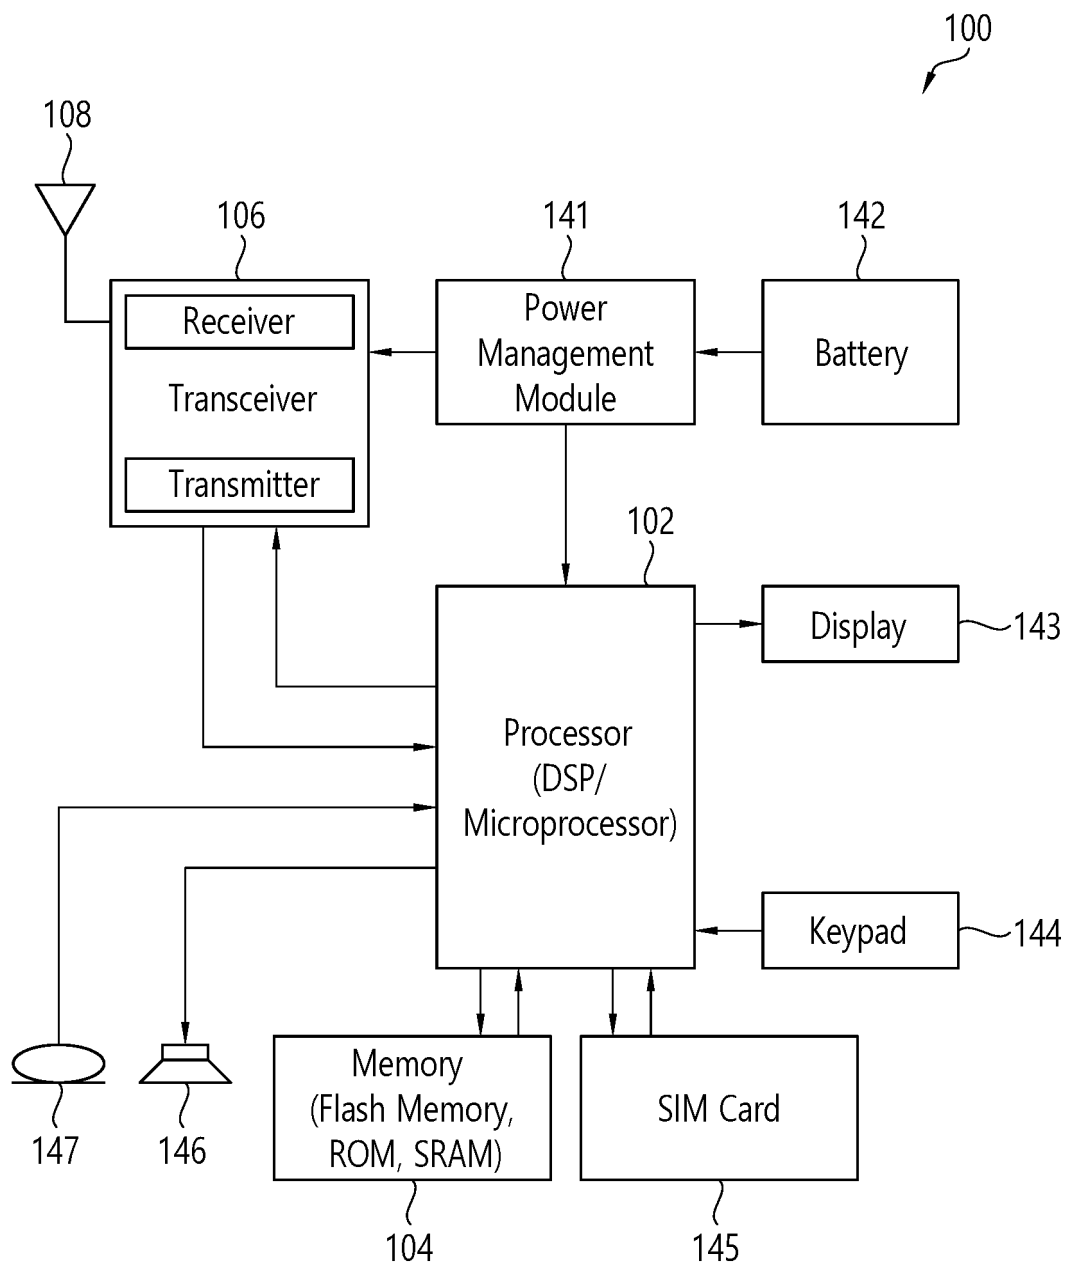 100
108
106
141
142
Receiver
Transceiver
Transmitter
Power
Management
Module
Battery
102
Processor
(DSP/
Microprocessor)
Display
143
Keypad
144
147
146
Memory
(Flash Memory,
ROM, SRAM)
SIM Card
104
145